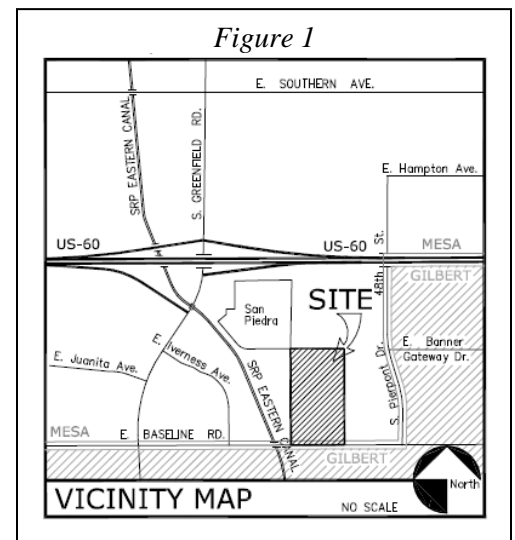 Figure 1
E. SOUTHERN AVE.
SRP EASTERN CANAL
S. GREENFIELD RD.
E. Hampton Ave.
US-60
US-60
48th St.
MESA
GILBERT
San
Piedra
SITE
E. Juanita Ave.
E. Iverness Ave.
SRP EASTERN CANAL
S. Pierpont Dr.
E. Banner
Gateway Dr.
MESA
E. BASELINE RD.
GILBERT
VICINITY MAP
NO SCALE
North